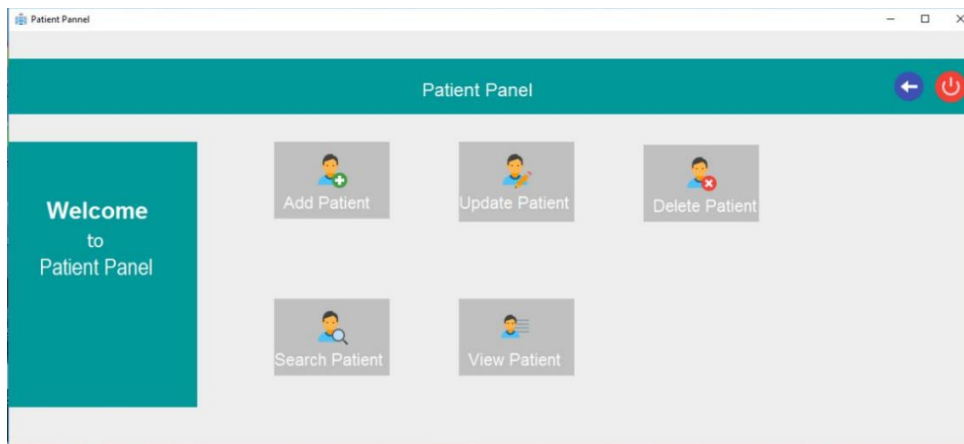 Patient Pannel
Patient Panel
Welcome
to
Patient Panel
Add Patient
Update Patient
Delete Patient
Search Patient
View Patient